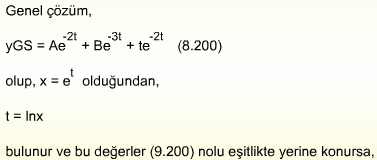 Genel çözüm,
yGS = Ae^-2t + Be^-3t + te^-2t (8.200)
olup, x = e^t olduğundan,
t = lnx
bulunur ve bu değerler (9.200) nolu eşitlikte yerine konursa,